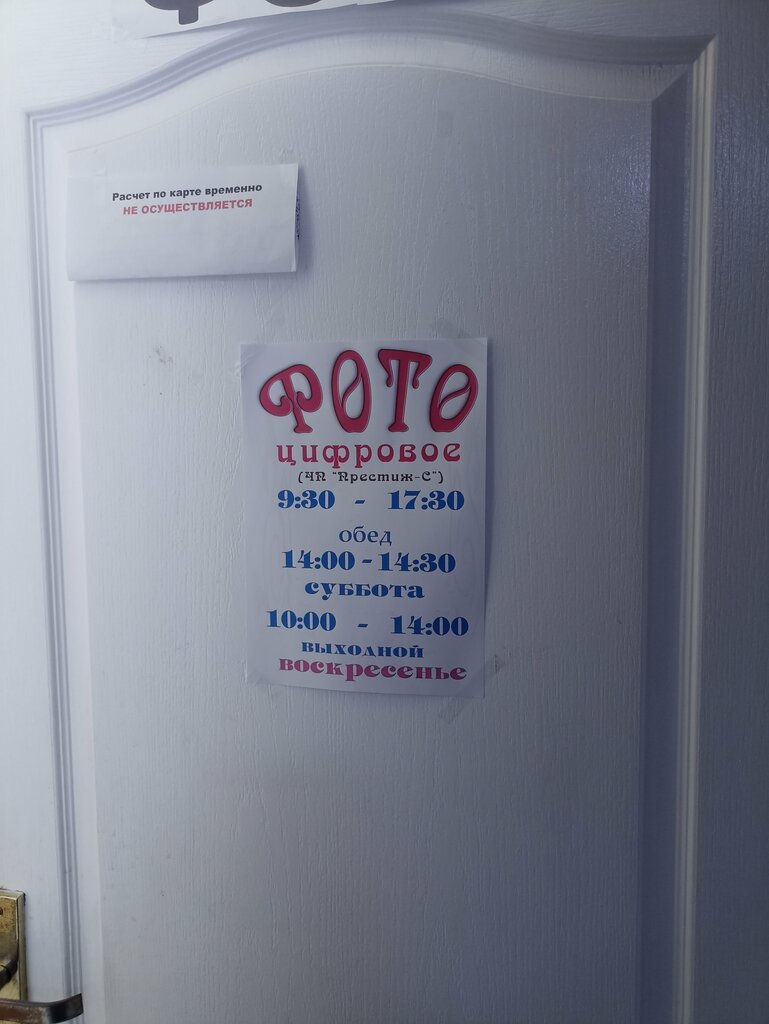 Расчет по карте временно
НЕ ОСУЩЕСТВЛЯЕТСЯ
ФОТО
цифровое
(ЧП "Престиж-С")
9:30 - 17:30
обед
14:00 - 14:30
суббота
10:00 - 14:00
выходной
воскресенье